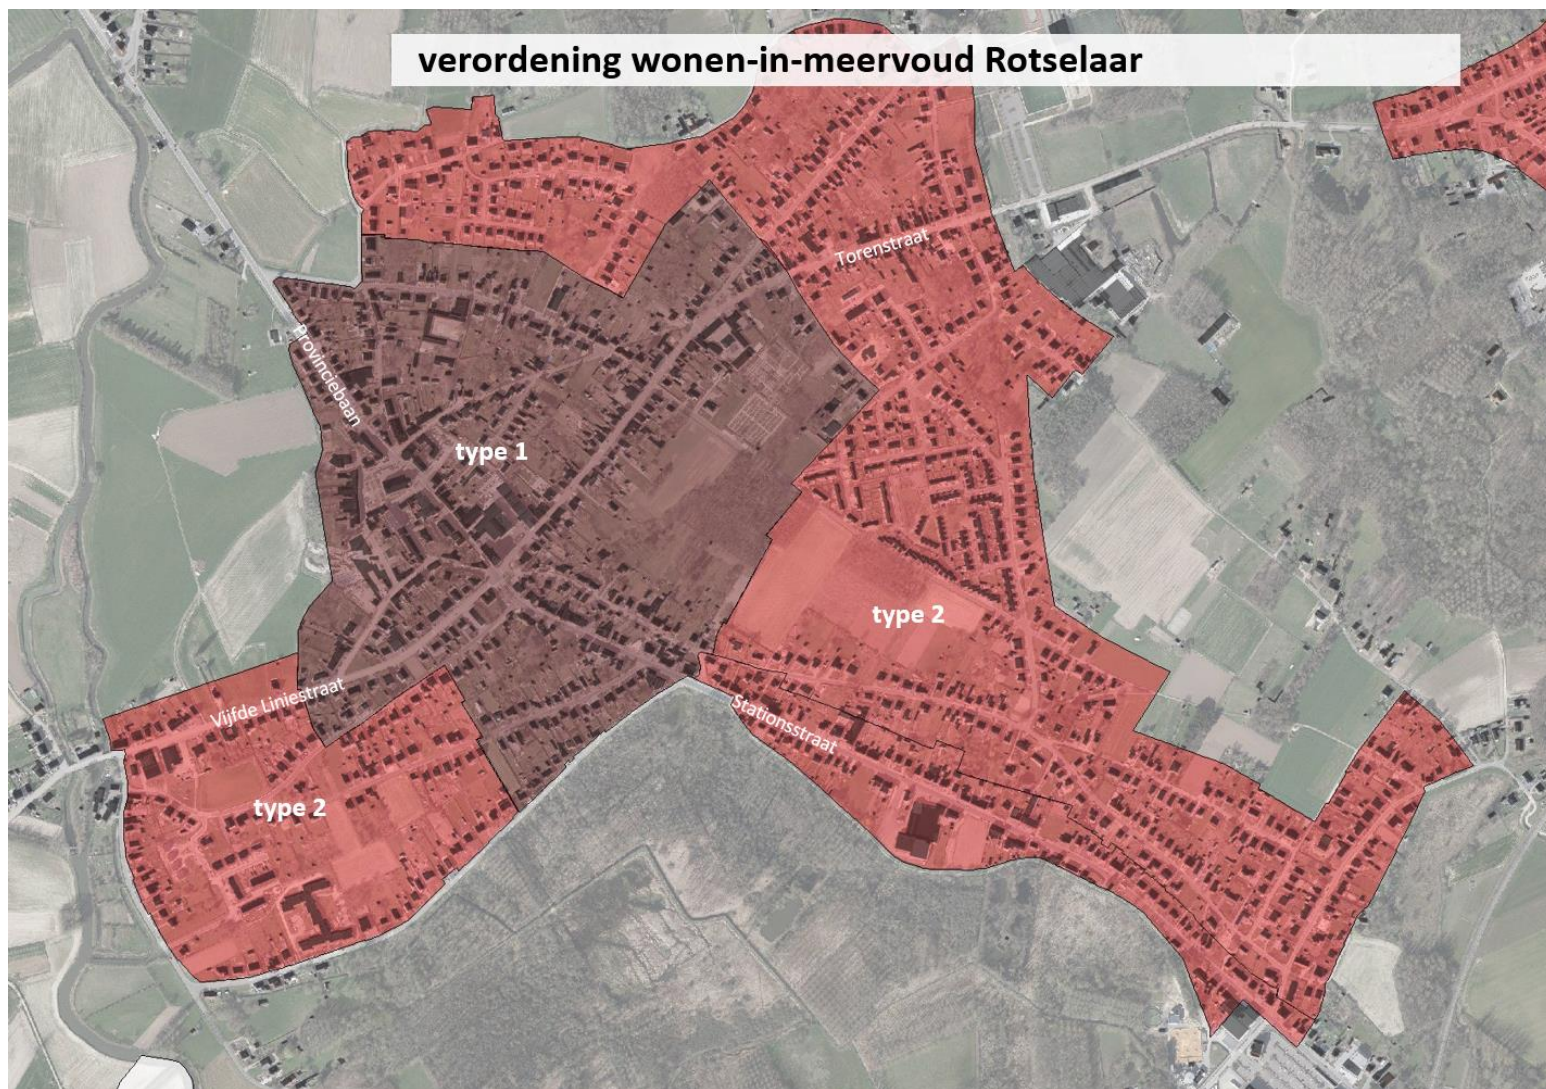 verordening wonen-in-meervoud Rotselaar
Torenstraat
Provinciebaan
type 1
type 2
Vijfde Liniestraat
Stationsstraat
type 2